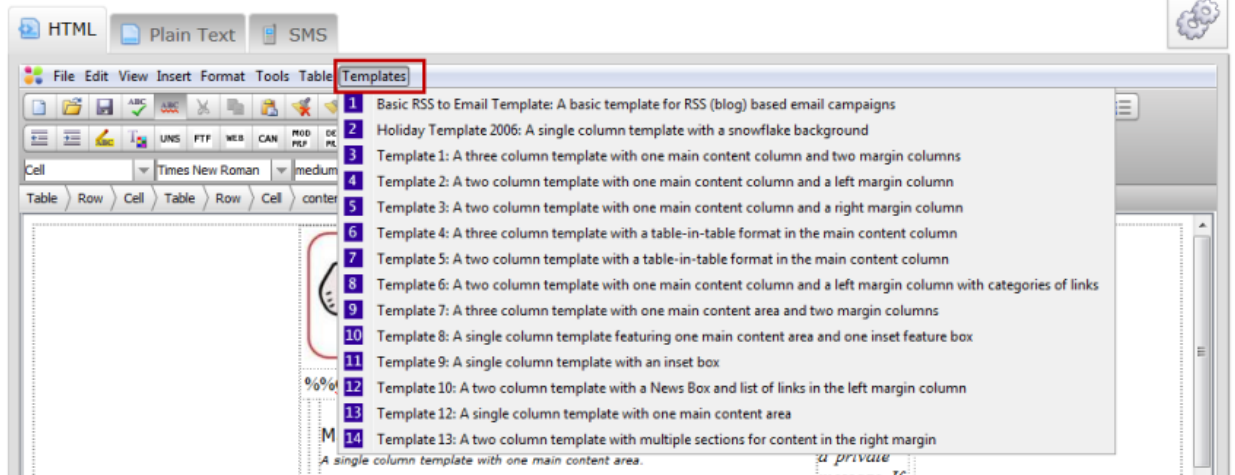 HTML Plain Text SMS
File Edit View Insert Format Tools Table Templates
1 Basic RSS to Email Template: A basic template for RSS (blog) based email campaigns
2 Holiday Template 2006: A single column template with a snowflake background
UNS FTF WEB CAN MOD PREF
3 Template 1: A three column template with one main content column and two margin columns
Cell Times New Roman medium
4 Template 2: A two column template with one main content column and a left margin column
Table Row Cell Table Row Cell
5 Template 3: A two column template with one main content column and a right margin column
6 Template 4: A three column template with a table-in-table format in the main content column
7 Template 5: A two column template with a table-in-table format in the main content column
8 Template 6: A two column template with one main content column and a left margin column with categories of links
9 Template 7: A three column template with one main content area and two margin columns
10 Template 8: A single column template featuring one main content area and one inset feature box
11 Template 9: A single column template with an inset box
%%
12 Template 10: A two column template with a News Box and list of links in the left margin column
13 Template 12: A single column template with one main content area
M
14 Template 13: A two column template with multiple sections for content in the right margin
A single column template with one main content area.
a private